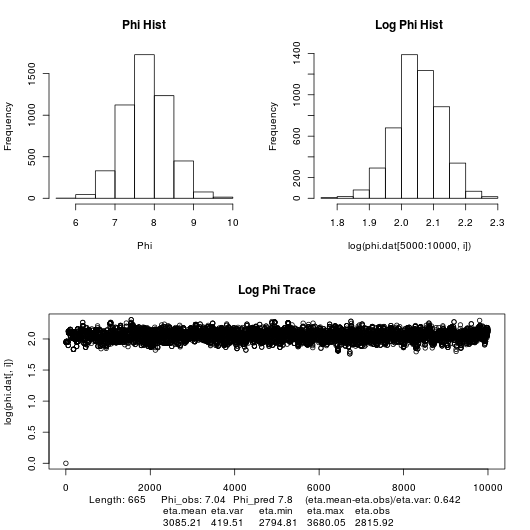 Phi Hist
Log Phi Hist
Frequency
0 500 1000 1500
6 7 8 9 10
Phi
Frequency
0 200 600 1000 1400
1.8 1.9 2.0 2.1 2.2 2.3
log(phi.dat[5000:10000, i])
Log Phi Trace
log(phi.dat[, i])
0.0 0.5 1.0 1.5 2.0
0 2000 4000 6000 8000 10000
Length: 665 Phi_obs: 7.04 Phi_pred 7.8 (eta.mean-eta.obs)/eta.var: 0.642
eta.mean eta.var eta.min eta.max eta.obs
3085.21 419.51 2794.81 3680.05 2815.92